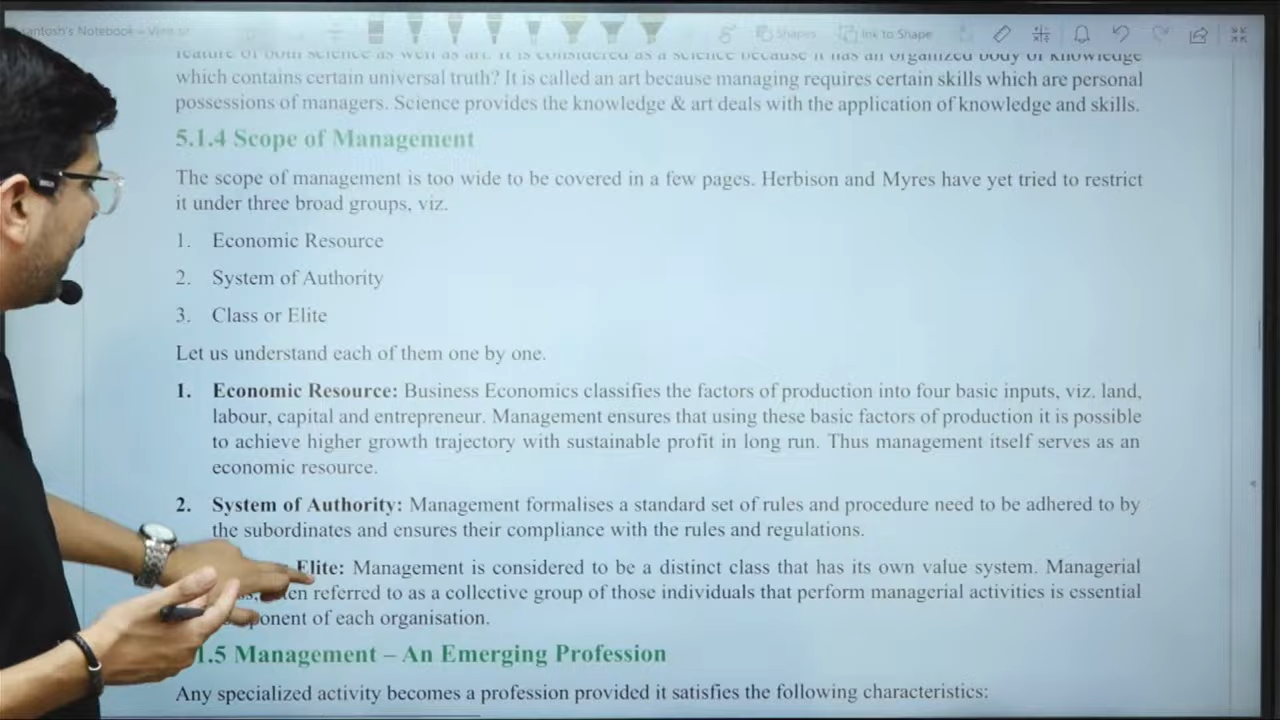 Santosh's Notebook – View of
Shapes
Ink to Shape
feature of both science as well as art. It is considered as a science because it has an organized body of knowledge
which contains certain universal truth? It is called an art because managing requires certain skills which are personal
possessions of managers. Science provides the knowledge & art deals with the application of knowledge and skills.
5.1.4 Scope of Management
The scope of management is too wide to be covered in a few pages. Herbison and Myres have yet tried to restrict
it under three broad groups, viz.
1. Economic Resource
2. System of Authority
3. Class or Elite
Let us understand each of them one by one.
1. Economic Resource: Business Economics classifies the factors of production into four basic inputs, viz. land,
labour, capital and entrepreneur. Management ensures that using these basic factors of production it is possible
to achieve higher growth trajectory with sustainable profit in long run. Thus management itself serves as an
economic resource.
2. System of Authority: Management formalises a standard set of rules and procedure need to be adhered to by
the subordinates and ensures their compliance with the rules and regulations.
Elite: Management is considered to be a distinct class that has its own value system. Managerial
referred to as a collective group of those individuals that perform managerial activities is essential
ponent of each organisation.
1.5 Management – An Emerging Profession
Any specialized activity becomes a profession provided it satisfies the following characteristics: